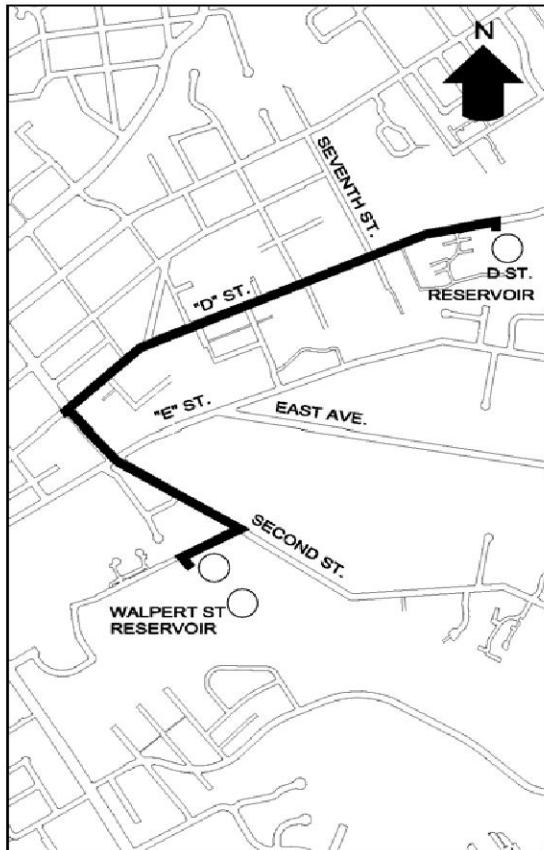 N
SEVENTH ST.
D ST.
RESERVOIR
"D" ST.
"E" ST.
EAST AVE.
SECOND ST.
WALPERT ST
RESERVOIR